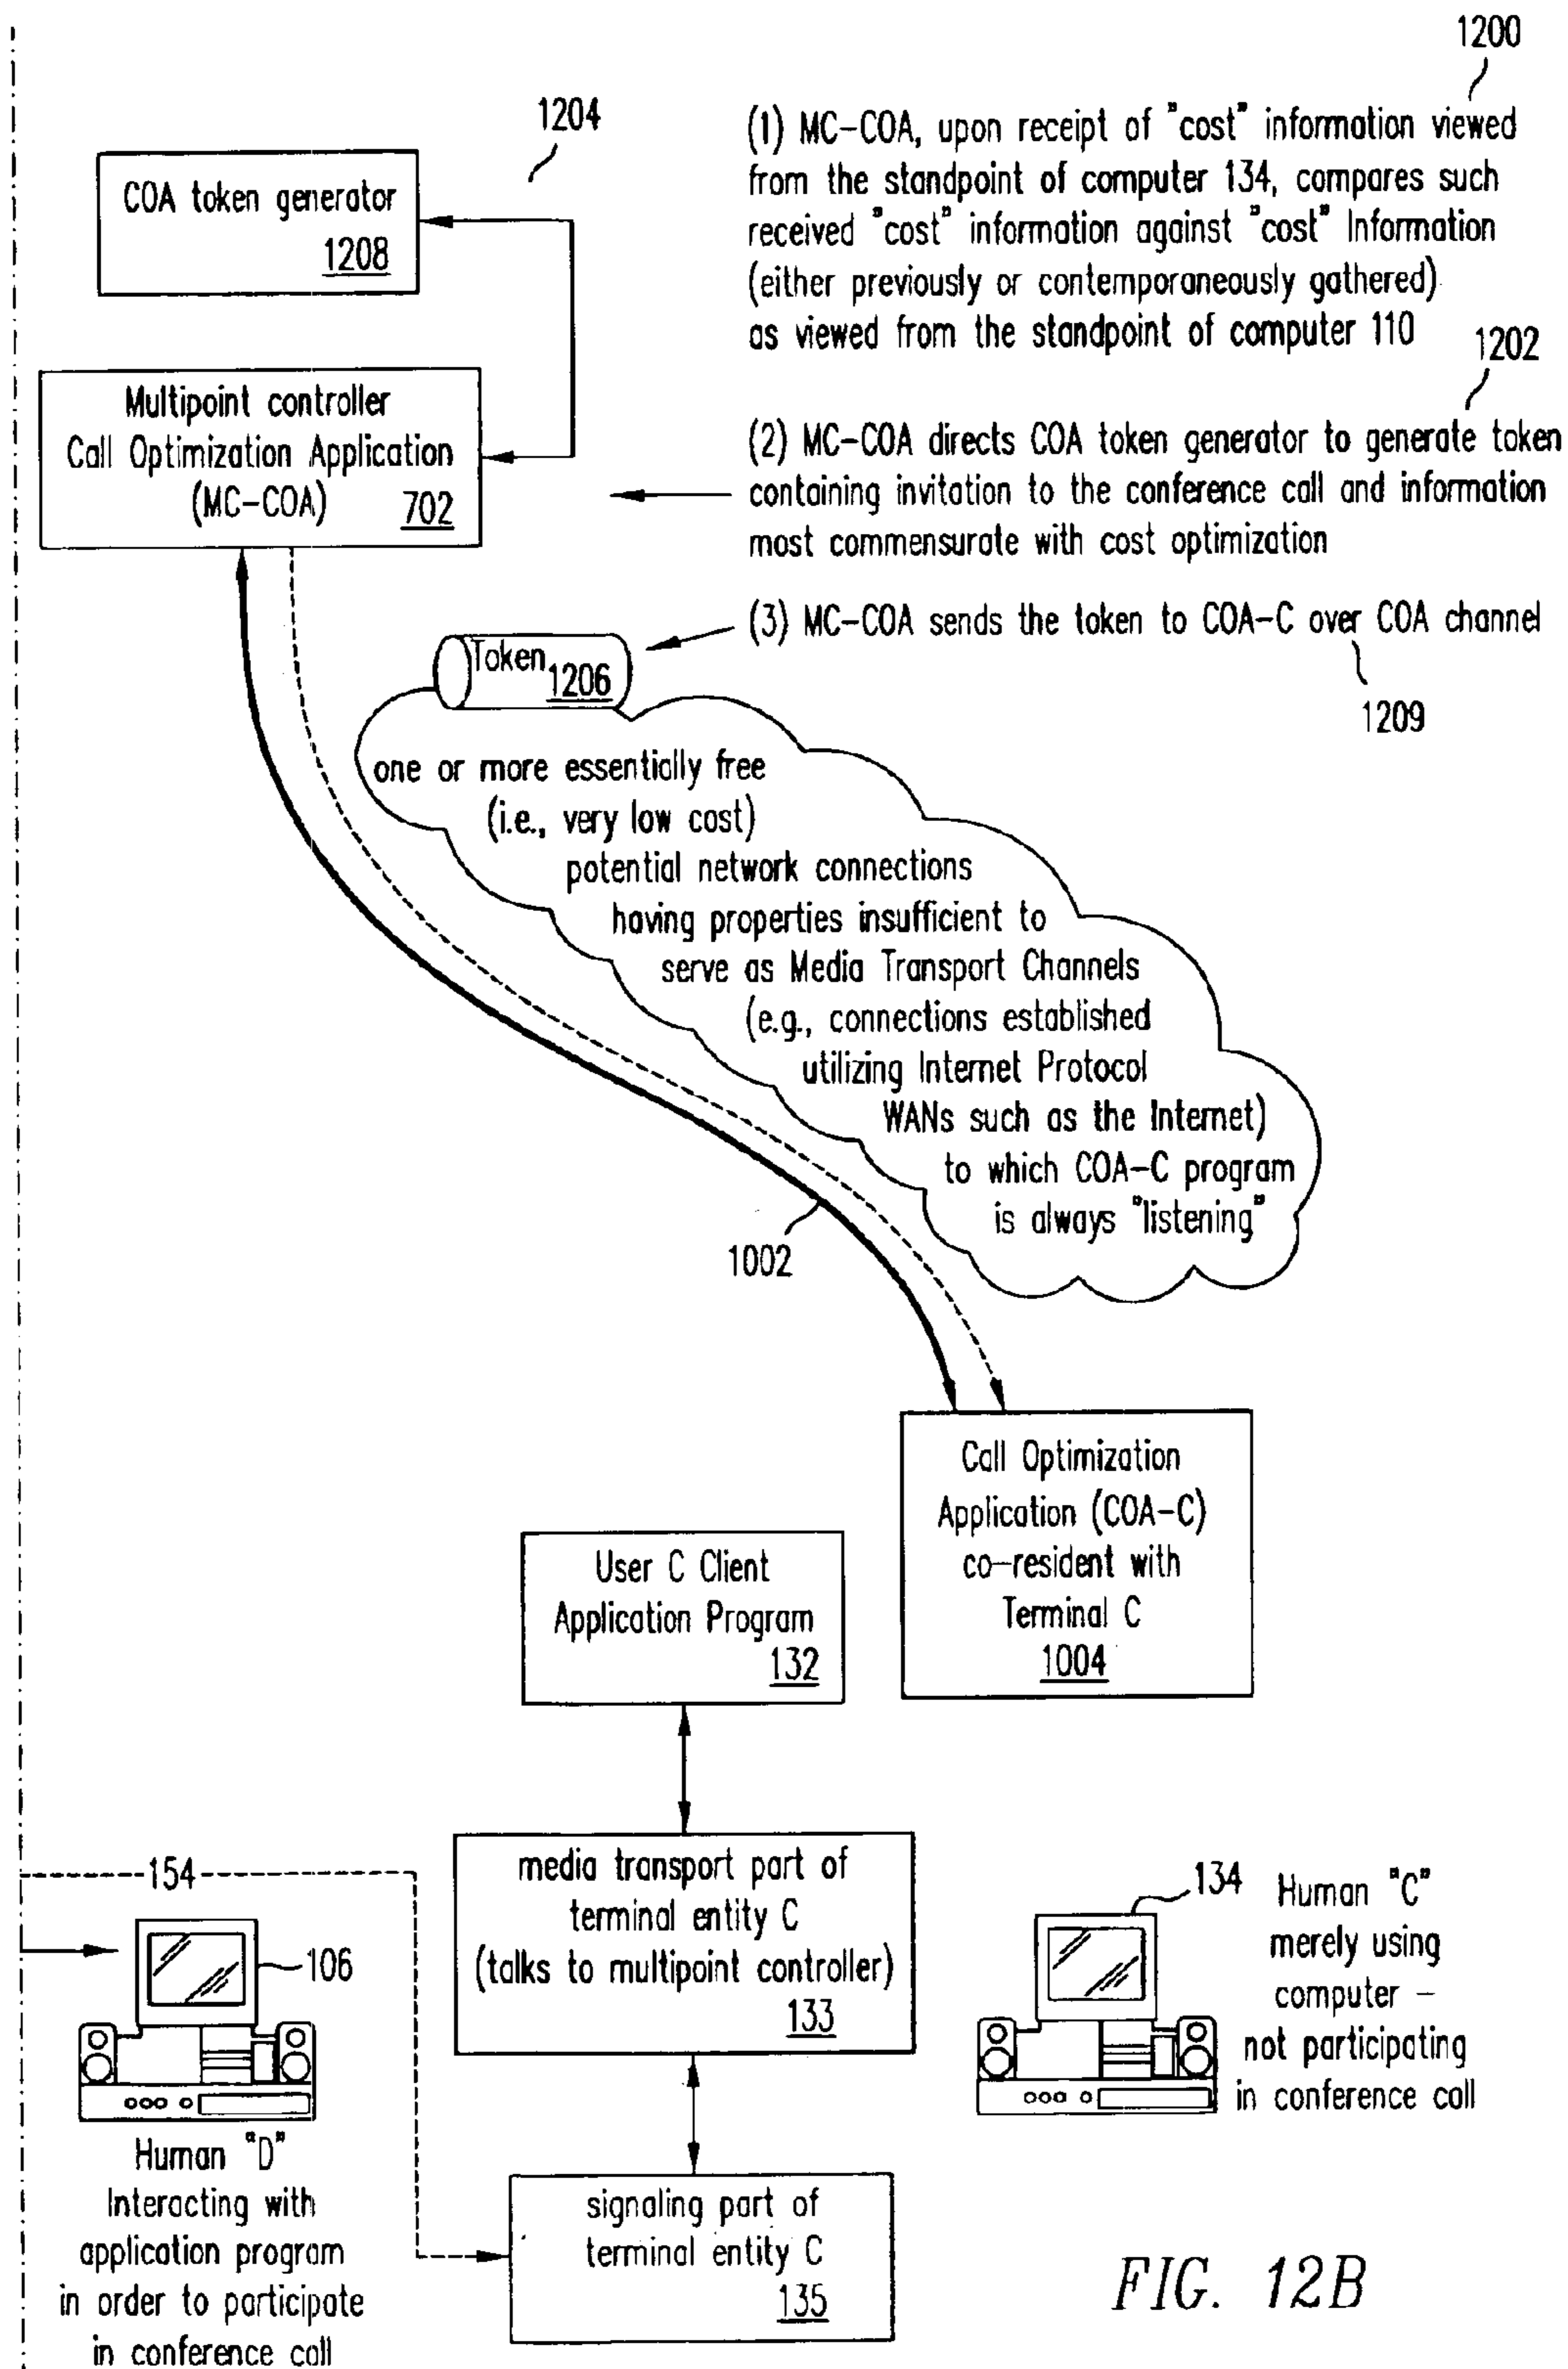 1200
1204
(1) MC-COA, upon receipt of "cost" information viewed
from the standpoint of computer 134, compares such
received "cost" information against "cost" Information
(either previously or contemporaneously gathered)
as viewed from the standpoint of computer 110
COA token generator
1208
1202
Multipoint controller
Call Optimization Application
(MC-COA)
702
(2) MC-COA directs COA token generator to generate token
containing invitation to the conference call and information
most commensurate with cost optimization
(3) MC-COA sends the token to COA-C over COA channel
1209
Token
1206
one or more essentially free
(i.e., very low cost)
potential network connections
having properties insufficient to
serve as Media Transport Channels
(e.g., connections established
utilizing Internet Protocol
WANs such as the Internet)
to which COA-C program
is always "listening"
1002
Call Optimization
Application (COA-C)
co-resident with
Terminal C
1004
User C Client
Application Program
132
media transport part of
terminal entity C
(talks to multipoint controller)
133
154
106
Human "D"
Interacting with
application program
in order to participate
in conference call
134
Human "C"
merely using
computer –
not participating
in conference call
signaling part of
terminal entity C
135
FIG. 12B